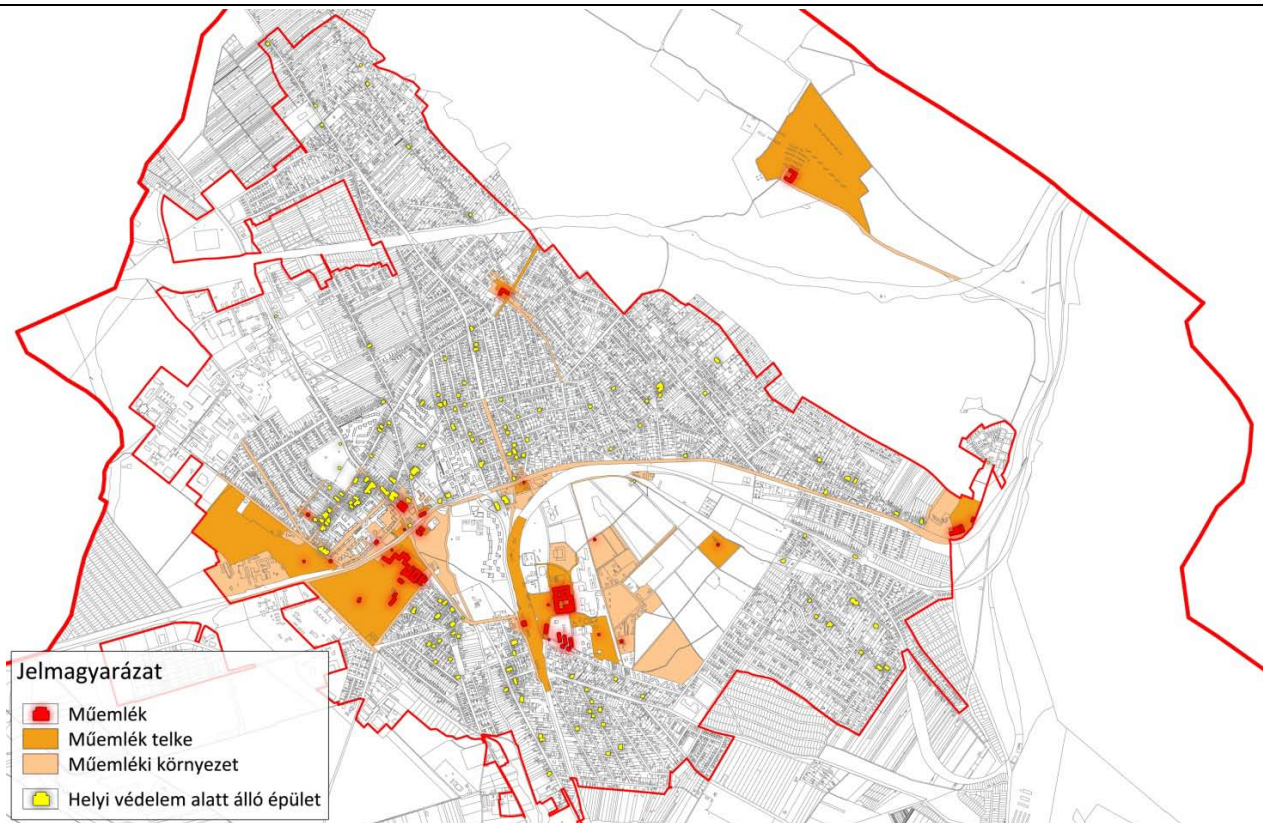 Jelmagyarázat
Műemlék
Műemlék telke
Műemléki környezet
Helyi védelem alatt álló épület